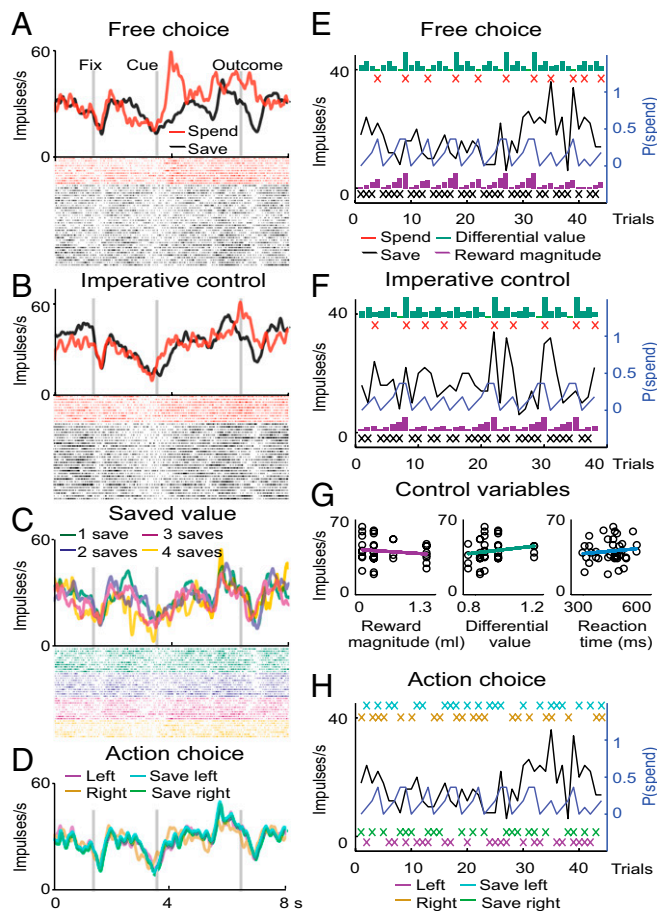 A
Free choice
60
Fix
Cue
Outcome
Impulses/s
Spend
Save
0
B
Imperative control
60
Impulses/s
0
C
Saved value
1 save
3 saves
2 saves
4 saves
60
Impulses/s
0
D
Action choice
Left
Save left
Right
Save right
60
Impulses/s
0
0
4
8 s
E
Free choice
40
Impulses/s
0
1
0.5
0
P(spend)
0
10
20
30
40
Trials
Spend
Differential value
Save
Reward magnitude
F
Imperative control
40
Impulses/s
0
1
0.5
0
P(spend)
0
10
20
30
40
Trials
G
Control variables
70
Impulses/s
0
0
1.3
Reward
magnitude (ml)
70
0
0.8
1.2
Differential
value
70
0
300
600
Reaction
time (ms)
H
Action choice
40
Impulses/s
0
1
0.5
0
P(spend)
0
10
20
30
40
Trials
Left
Save left
Right
Save right